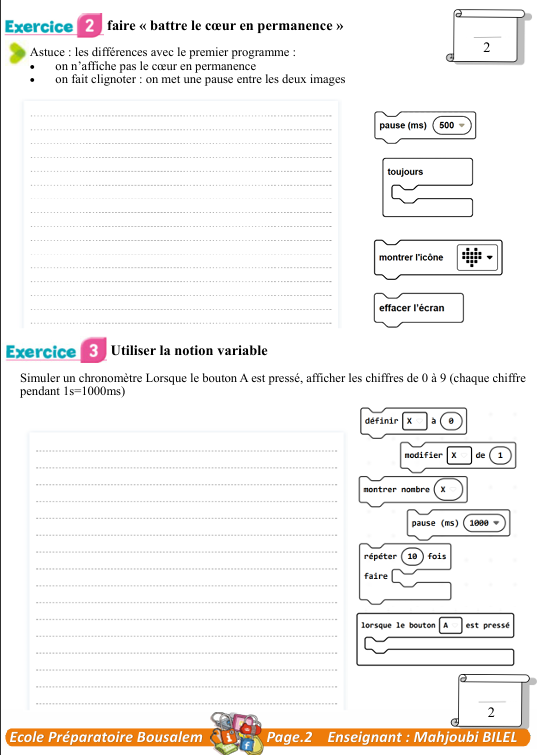 Exercice 2 faire « battre le cœur en permanence »
2
Astuce : les différences avec le premier programme :
• on n'affiche pas le cœur en permanence
• on fait clignoter : on met une pause entre les deux images
pause (ms) 500
toujours
montrer l'icône
effacer l'écran
Exercice 3 Utiliser la notion variable
Simuler un chronomètre Lorsque le bouton A est pressé, afficher les chiffres de 0 à 9 (chaque chiffre
pendant 1s=1000ms)
définir X à 0
modifier X de 1
montrer nombre X
pause (ms) 1000
répéter 10 fois
faire
lorsque le bouton A est pressé
2
Ecole Préparatoire Bousalem Page.2 Enseignant : Mahjoubi BILEL